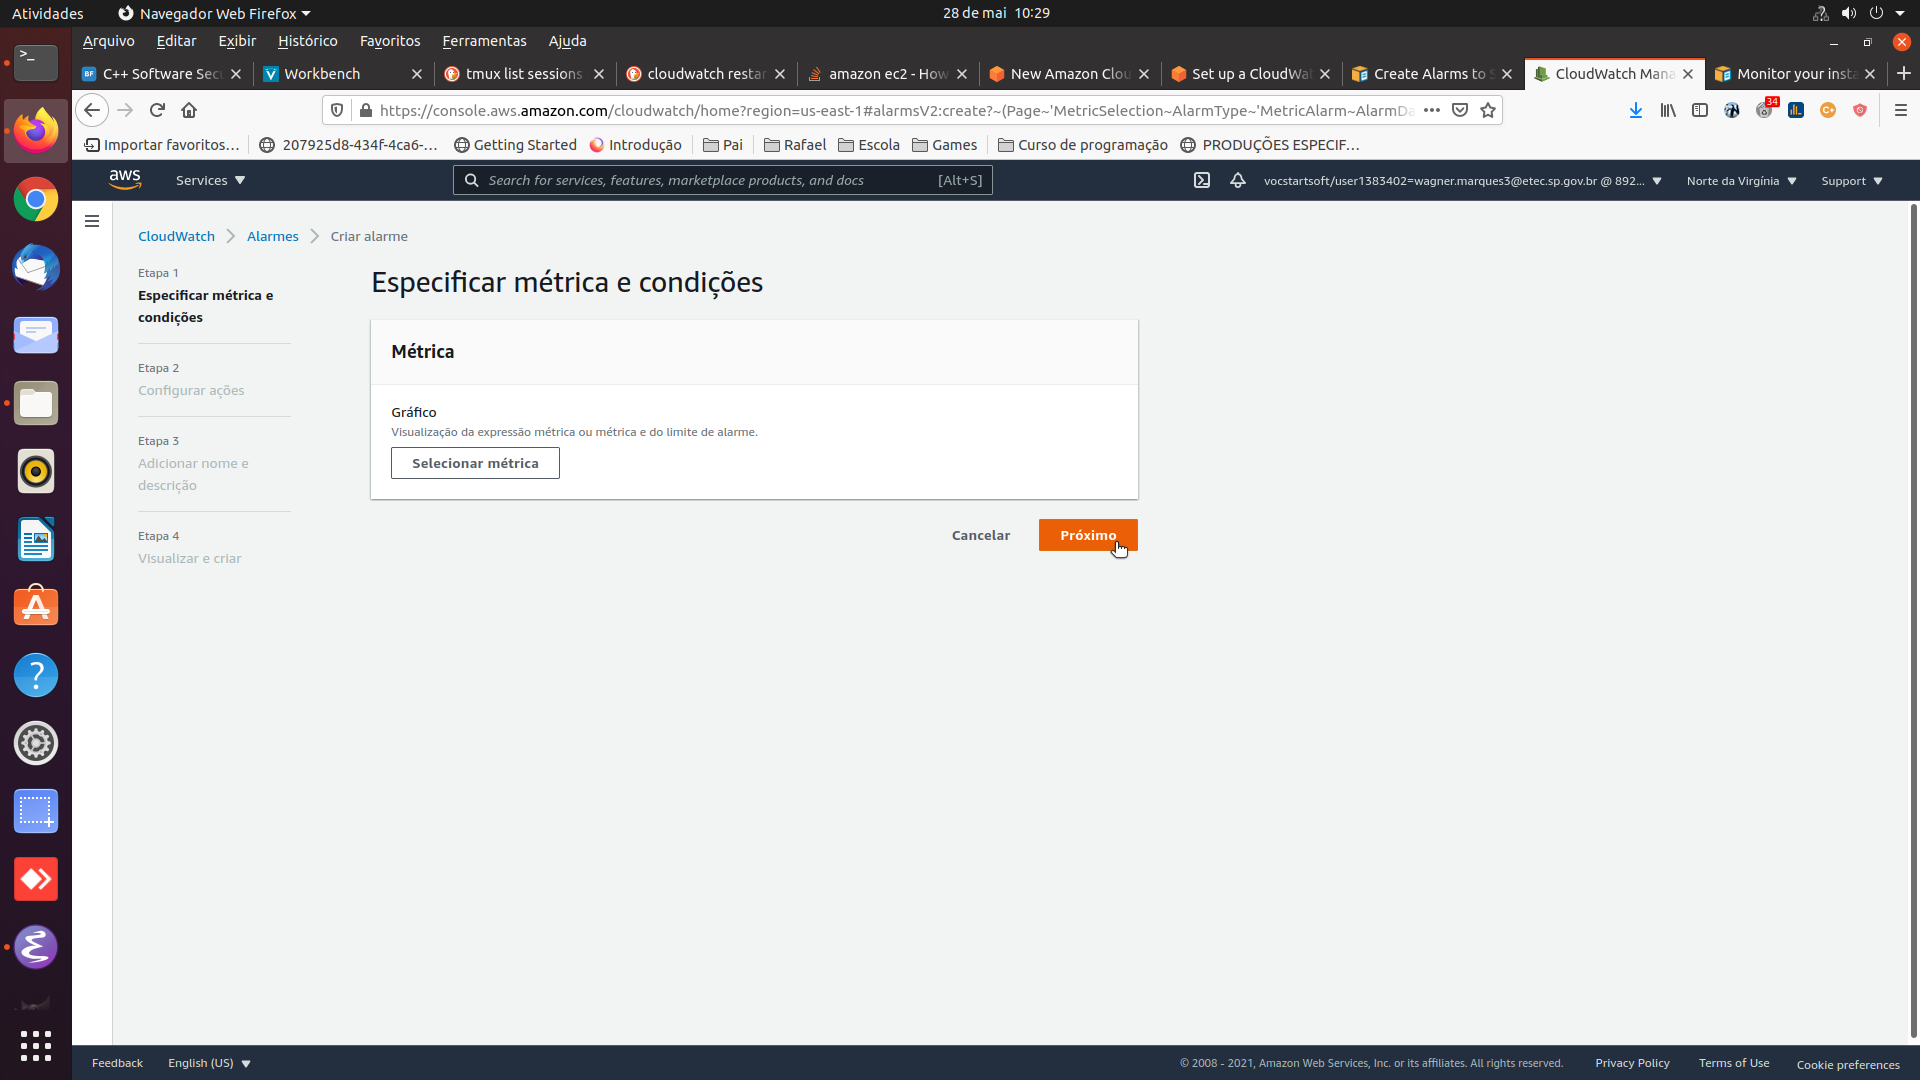 Atividades
Navegador Web Firefox
28 de mai 10:29
Arquivo Editar Exibir Histórico Favoritos Ferramentas Ajuda
C++ Software Sec
Workbench
tmux list sessions
cloudwatch restar
amazon ec2 - How
New Amazon Clou
Set up a CloudWat
Create Alarms to S
CloudWatch Mana
Monitor your insta
https://console.aws.amazon.com/cloudwatch/home?region=us-east-1#alarmsV2:create?~(Page~'MetricSelection~AlarmType~'MetricAlarm~AlarmDa
34
Importar favoritos...
207925d8-434f-4ca6-...
Getting Started
Introdução
Pai
Rafael
Escola
Games
Curso de programação
PRODUÇÕES ESPECIF...
aws
Services
Search for services, features, marketplace products, and docs [Alt+S]
vocstartsoft/user1383402=wagner.marques3@etec.sp.gov.br @ 892...
Norte da Virgínia
Support
CloudWatch
Alarmes
Criar alarme
Etapa 1
Especificar métrica e
condições
Etapa 2
Configurar ações
Etapa 3
Adicionar nome e
descrição
Etapa 4
Visualizar e criar
Especificar métrica e condições
Métrica
Gráfico
Visualização da expressão métrica ou métrica e do limite de alarme.
Selecionar métrica
Cancelar
Próximo
Feedback
English (US)
© 2008 - 2021, Amazon Web Services, Inc. or its affiliates. All rights reserved.
Privacy Policy
Terms of Use
Cookie preferences